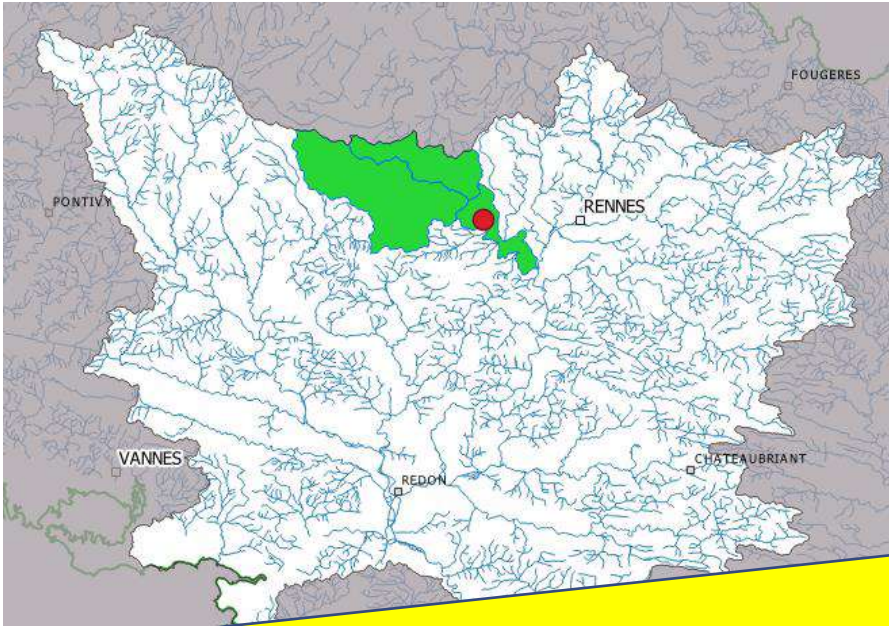 FOUGERES
PONTIVY
RENNES
VANNES
REDON
CHATEAUBRIANT